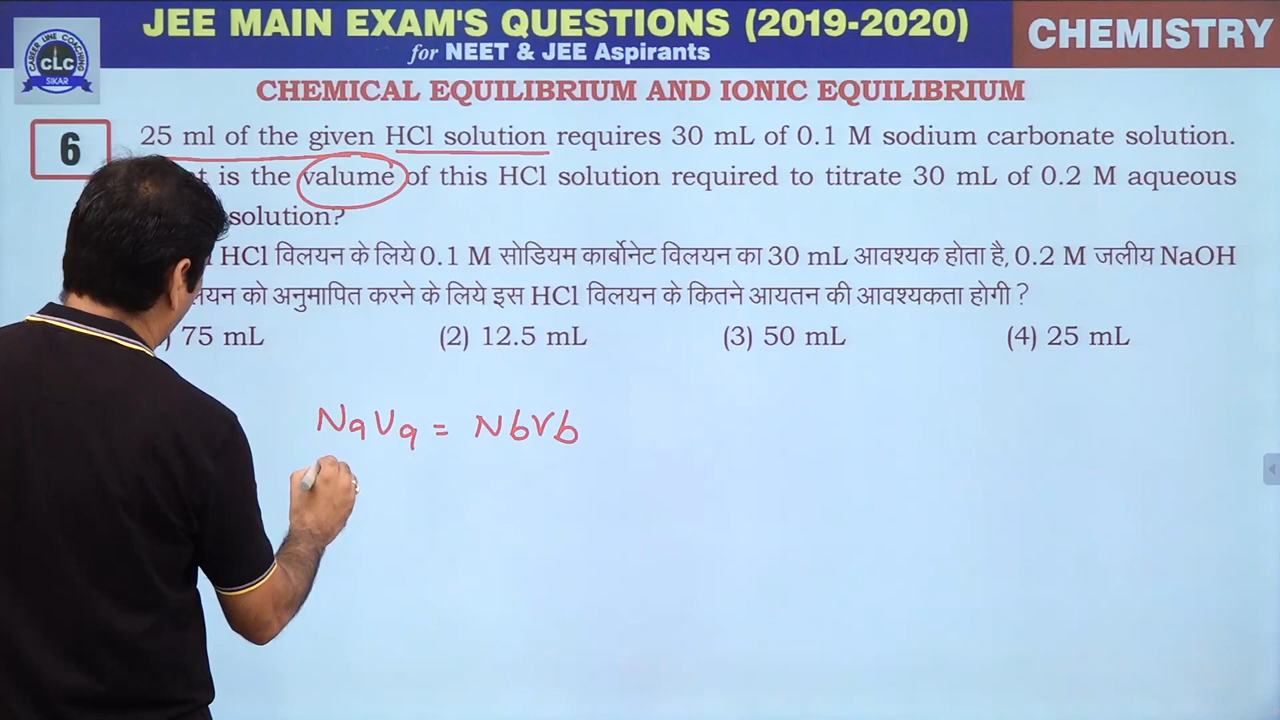 JEE MAIN EXAM'S QUESTIONS (2019-2020)
for NEET & JEE Aspirants
CHEMISTRY
CAREER LINE COACHING
CLC
SIKAR
CHEMICAL EQUILIBRIUM AND IONIC EQUILIBRIUM
6
25 ml of the given HCl solution requires 30 mL of 0.1 M sodium carbonate solution.
is the valume of this HCl solution required to titrate 30 mL of 0.2 M aqueous
solution?
HCl विलयन के लिये 0.1 M सोडियम कार्बोनेट विलयन का 30 mL आवश्यक होता है, 0.2 M जलीय NaOH
को अनुमापित करने के लिये इस HCl विलयन के कितने आयतन की आवश्यकता होगी ?
75 mL (2) 12.5 mL (3) 50 mL (4) 25 mL
NaVa = NbVb